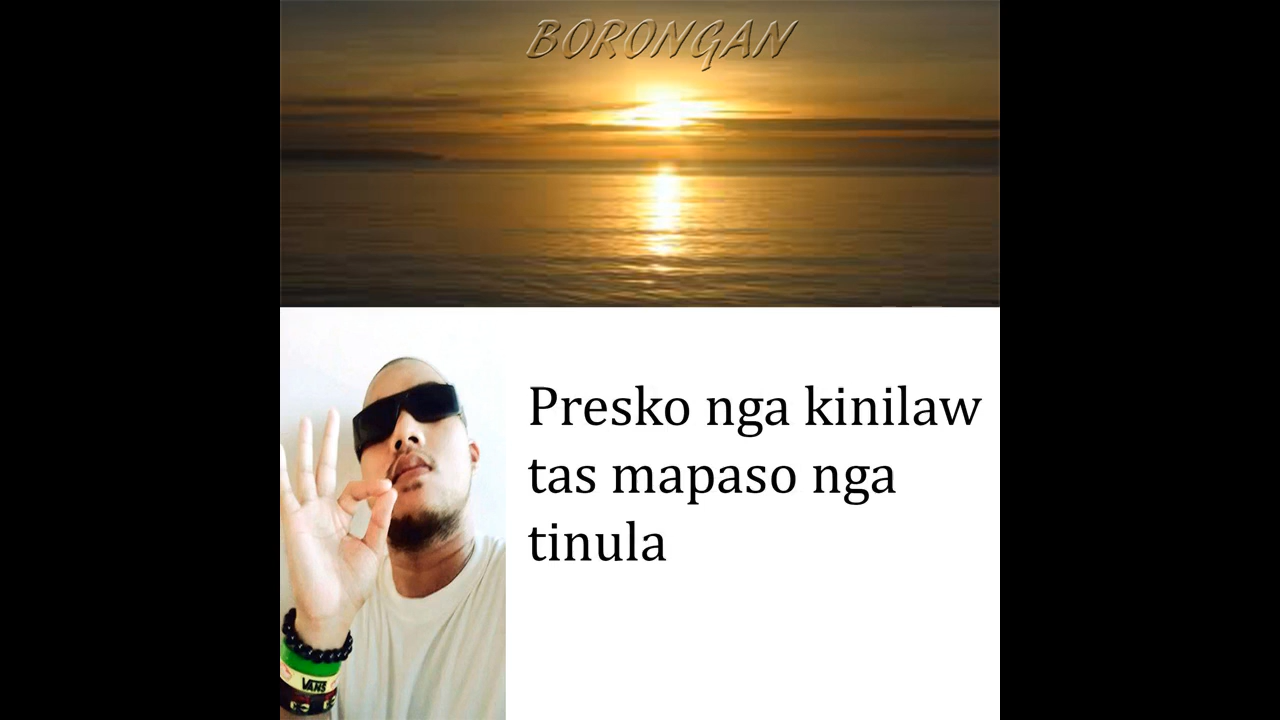 BORONGAN
Presko nga kinilaw
tas mapaso nga
tinula
VANS